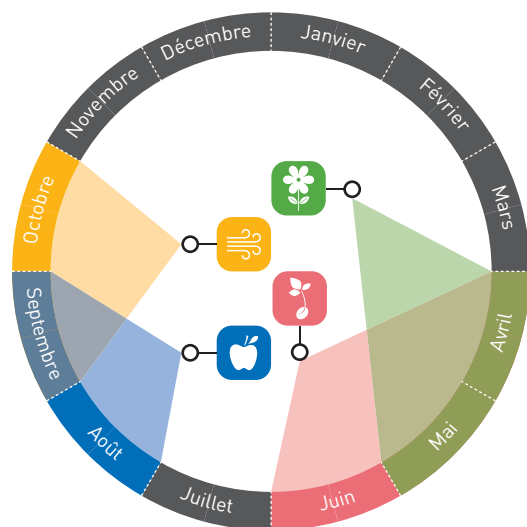 Janvier
Février
Mars
Avril
Mai
Juin
Juillet
Août
Septembre
Octobre
Novembre
Décembre